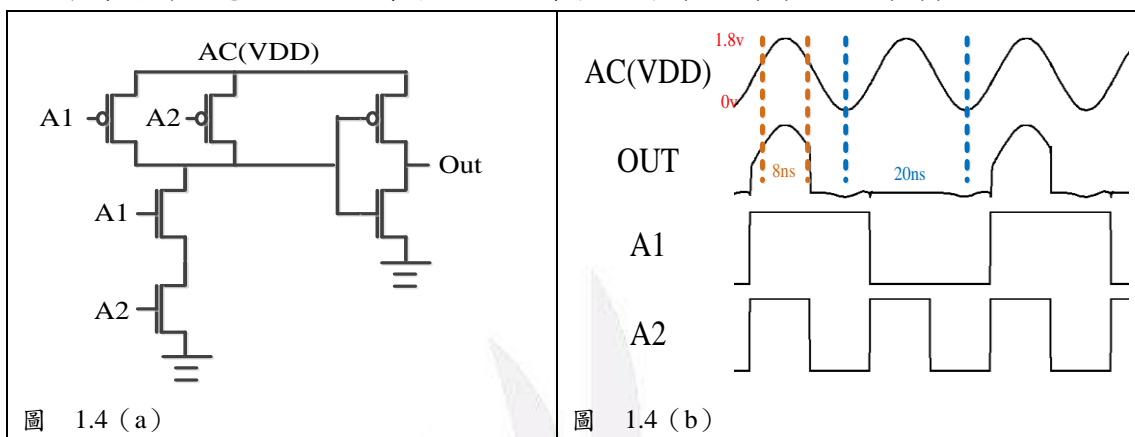 AC(VDD)
A1
A2
Out
A1
A2
圖 1.4（a）
1.8v
AC(VDD)
0v
OUT
8ns
20ns
A1
A2
圖 1.4（b）